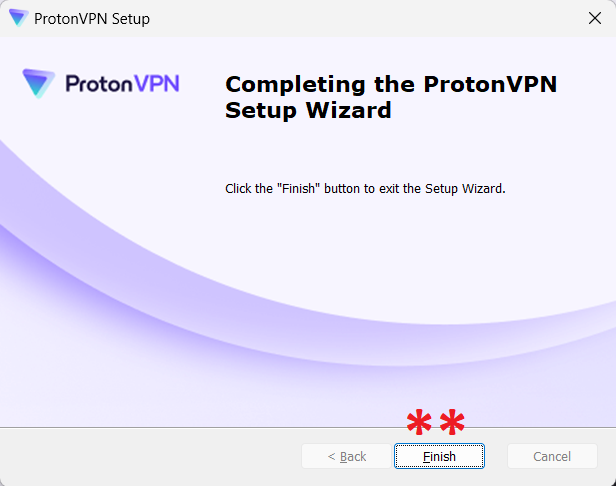 ProtonVPN Setup
ProtonVPN
Completing the ProtonVPN
Setup Wizard
Click the "Finish" button to exit the Setup Wizard.
**
< Back
Finish
Cancel